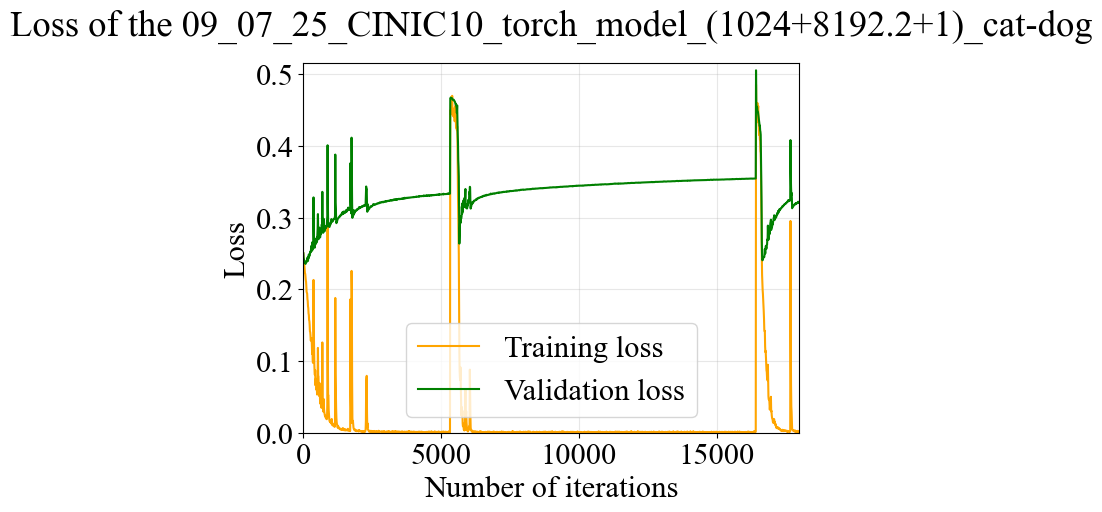 Loss of the 09_07_25_CINIC10_torch_model_(1024+8192.2+1)_cat-dog
0.5
0.4
0.3
0.2
0.1
0.0
Loss
Training loss
Validation loss
0 5000 10000 15000
Number of iterations